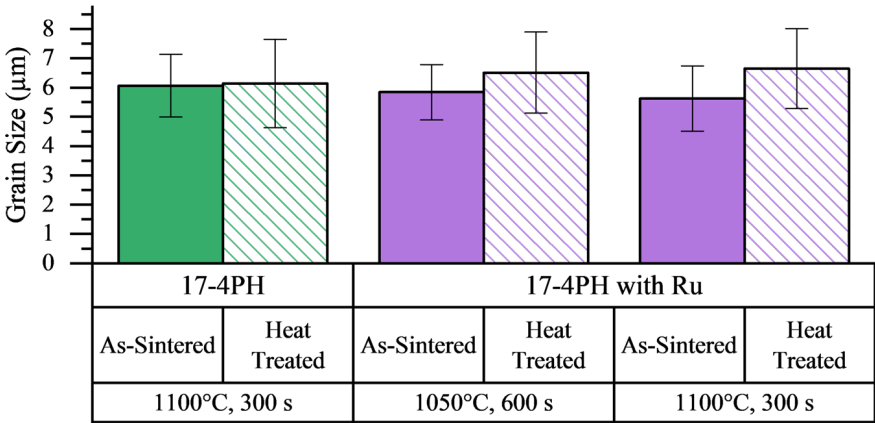 Grain Size (μm)
8
7
6
5
4
3
2
1
0
17-4PH
17-4PH with Ru
As-Sintered
Heat
Treated
As-Sintered
Heat
Treated
As-Sintered
Heat
Treated
1100°C, 300 s
1050°C, 600 s
1100°C, 300 s